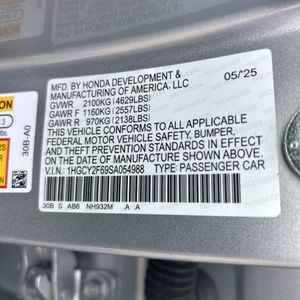 MFD. BY HONDA DEVELOPMENT &
MANUFACTURING OF AMERICA, LLC
05/'25
GVWR 2100KG (4629LBS)
GAWR F 1160KG (2557LBS)
GAWR R 970KG (2138LBS)
THIS VEHICLE CONFORMS TO ALL APPLICABLE
FEDERAL MOTOR VEHICLE SAFETY, BUMPER,
AND THEFT PREVENTION STANDARDS IN EFFECT
ON THE DATE OF MANUFACTURE SHOWN ABOVE.
V.I.N.: 1HGCY2F69SA054988 TYPE: PASSENGER CAR
30B S AB6 NH932M A A
30B-A0